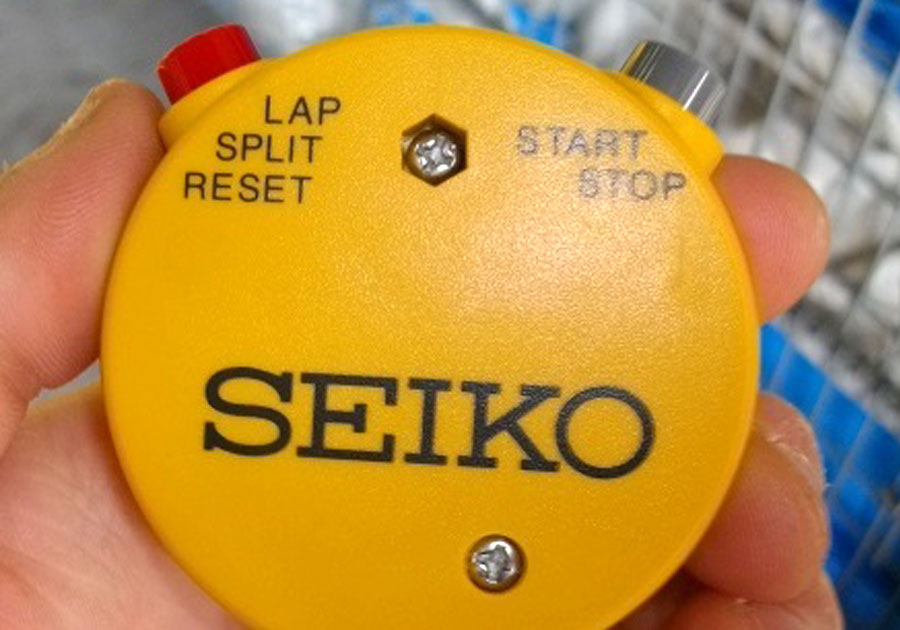 LAP
SPLIT
RESET
START
STOP
SEIKO